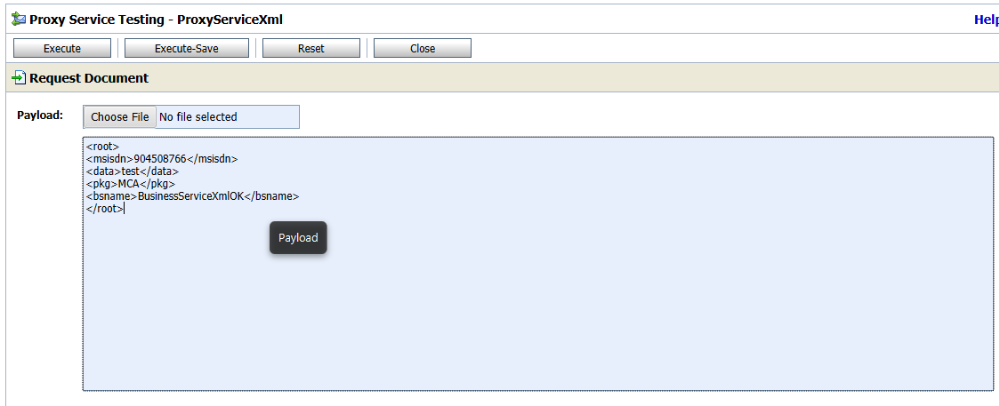 Proxy Service Testing - ProxyServiceXml Help
Execute Execute-Save Reset Close
Request Document
Payload: Choose File No file selected
<root>
<msisdn>904508766</msisdn>
<data>test</data>
<pkg>MCA</pkg>
<bsname>BusinessServiceXmlOK</bsname>
</root>
Payload